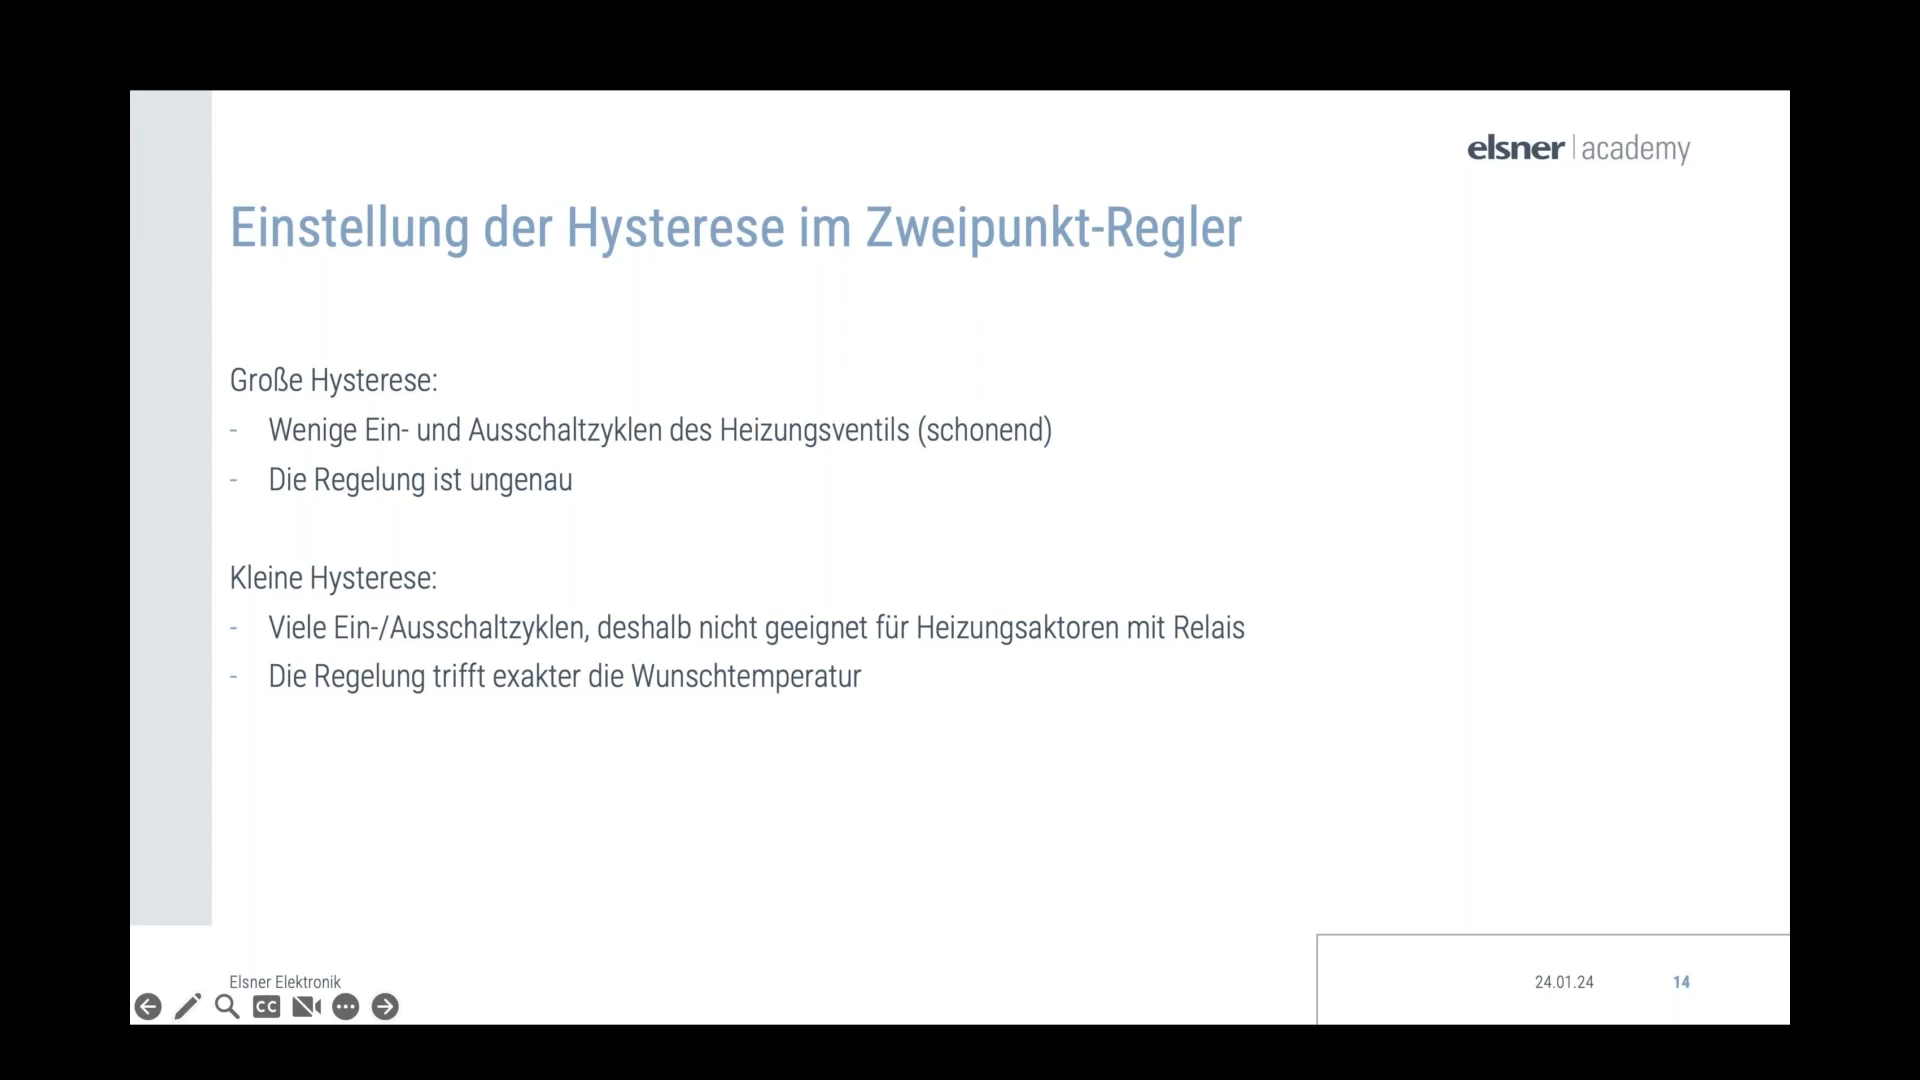 elsner | academy
Einstellung der Hysterese im Zweipunkt-Regler
Große Hysterese:
- Wenige Ein- und Ausschaltzyklen des Heizungsventils (schonend)
- Die Regelung ist ungenau
Kleine Hysterese:
- Viele Ein-/Ausschaltzyklen, deshalb nicht geeignet für Heizungsaktoren mit Relais
- Die Regelung trifft exakter die Wunschtemperatur
Elsner Elektronik
24.01.24
14
CC